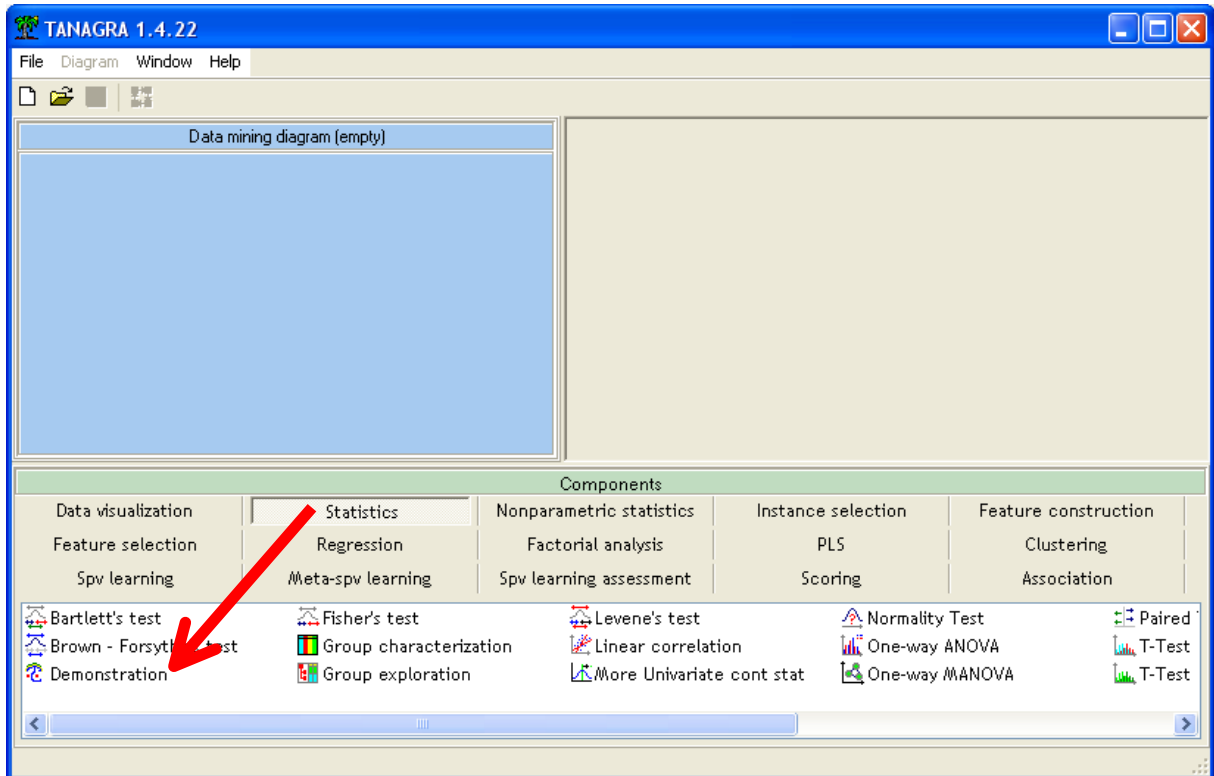 TANAGRA 1.4.22
File Diagram Window Help
Data mining diagram (empty)
Components
Data visualization Statistics Nonparametric statistics Instance selection Feature construction
Feature selection Regression Factorial analysis PLS Clustering
Spv learning Meta-spv learning Spv learning assessment Scoring Association
Bartlett's test Fisher's test Levene's test Normality Test Paired
Brown - Forsyth test Group characterization Linear correlation One-way ANOVA T-Test
Demonstration Group exploration More Univariate cont stat One-way MANOVA T-Test